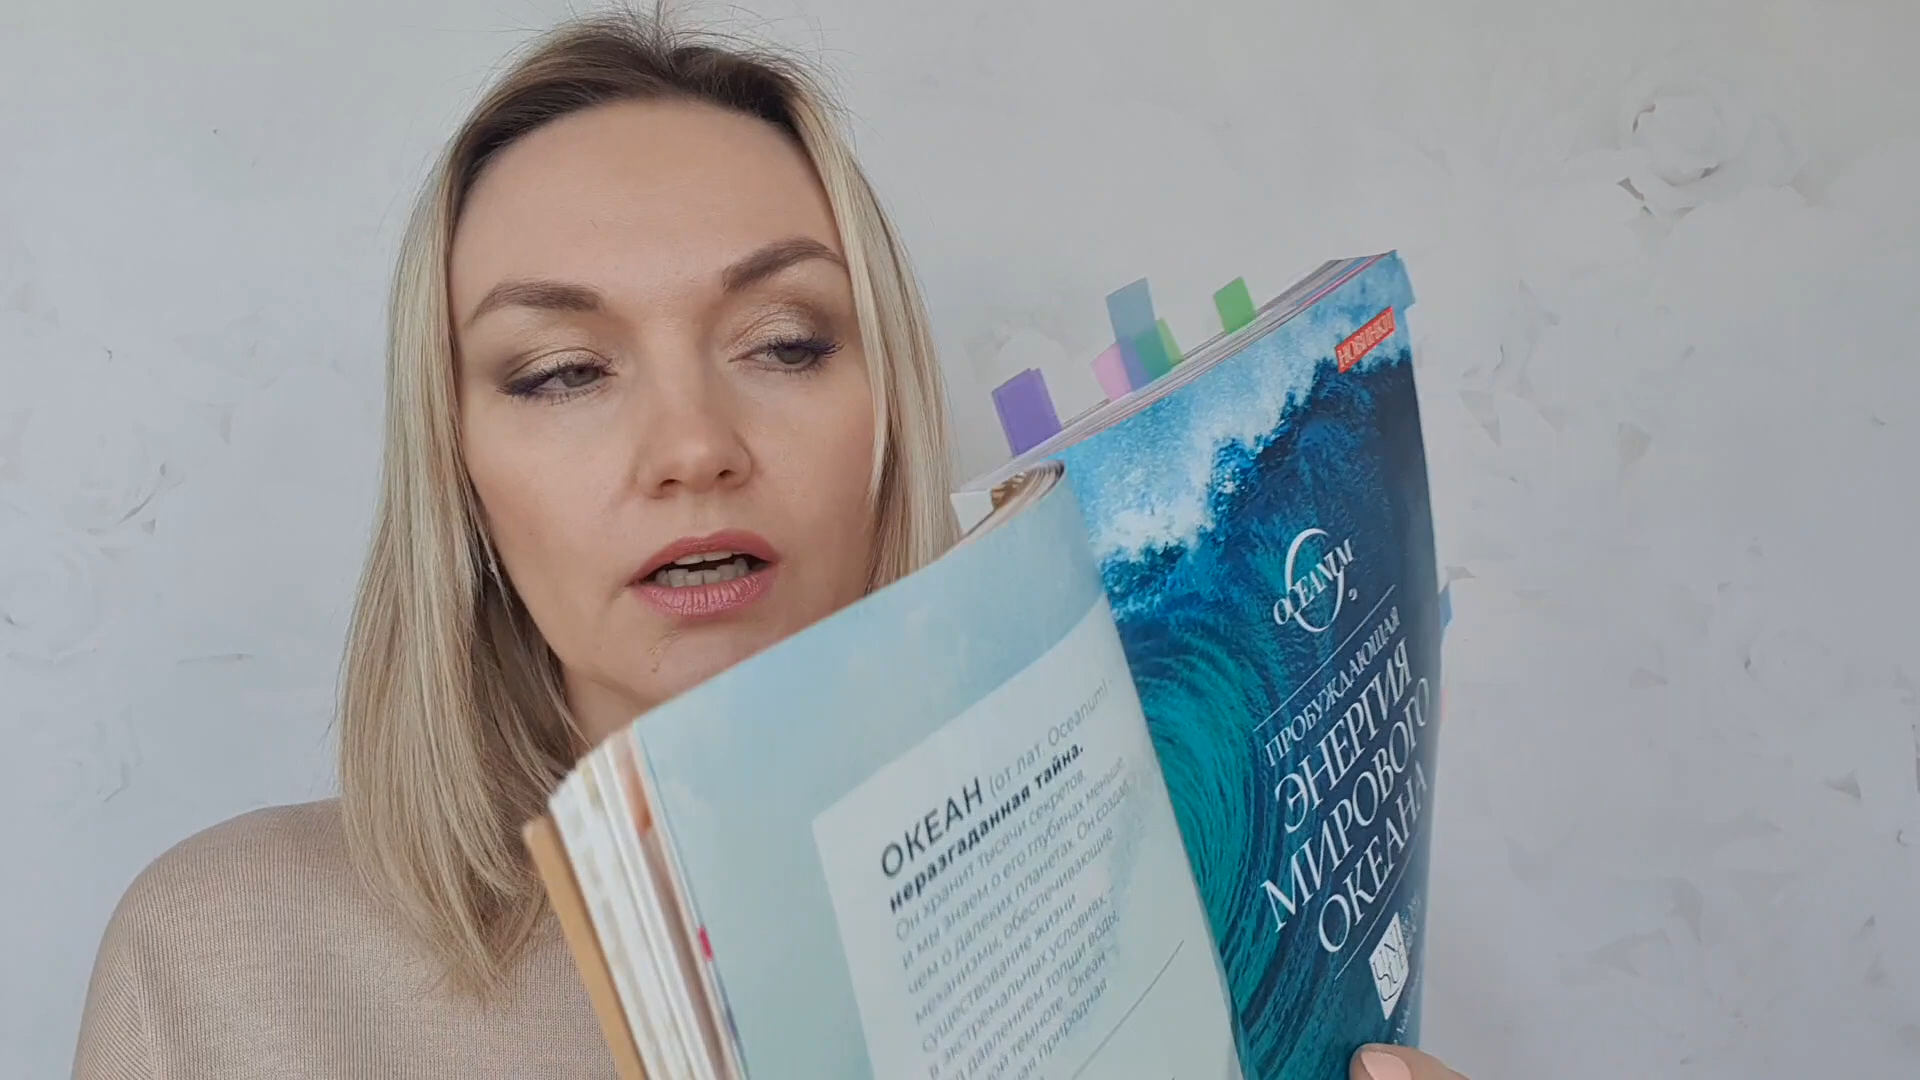 ОКЕАН (от лат. Oceanum) -
неразгаданная тайна.
Он хранит тысячи секретов,
и мы знаем о его глубинах меньше,
чем о далеких планетах. Он создал
механизмы, обеспечивающие
существование жизни
в экстремальных условиях:
давлением толщи воды,
темноте. Океан -
природная
НОВИНКИ
OCEANUM
ПРОБУЖДАЮЩАЯ
ЭНЕРГИЯ
МИРОВОГО
ОКЕАНА